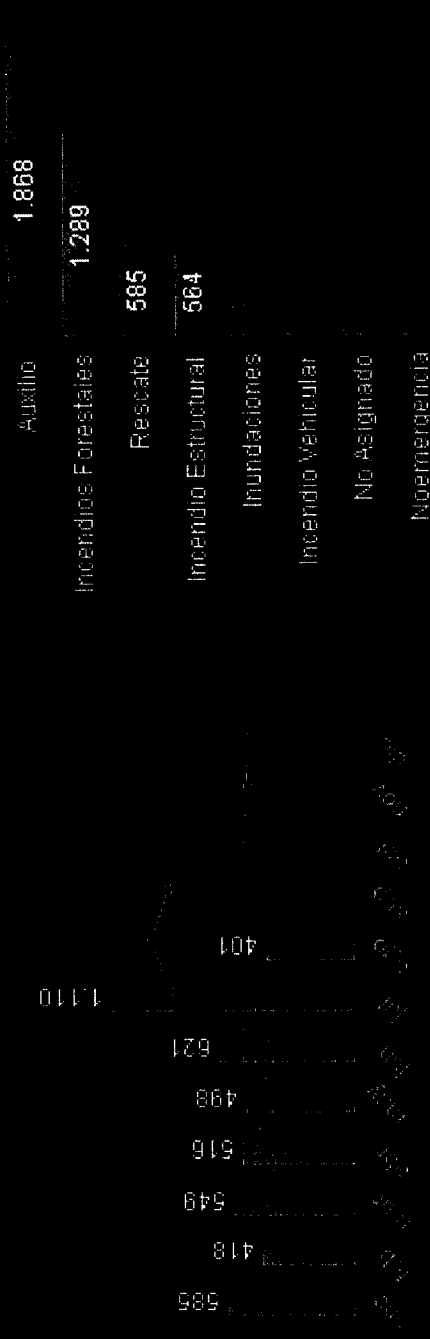 Auxilio 1.868
Incendios Forestales 1.289
Rescate 585
Incendio Estructural 564
Inundaciones
Incendio Vehicular
No Asignado
Noemergencia
585
418
549
516
498
621
1.110
401